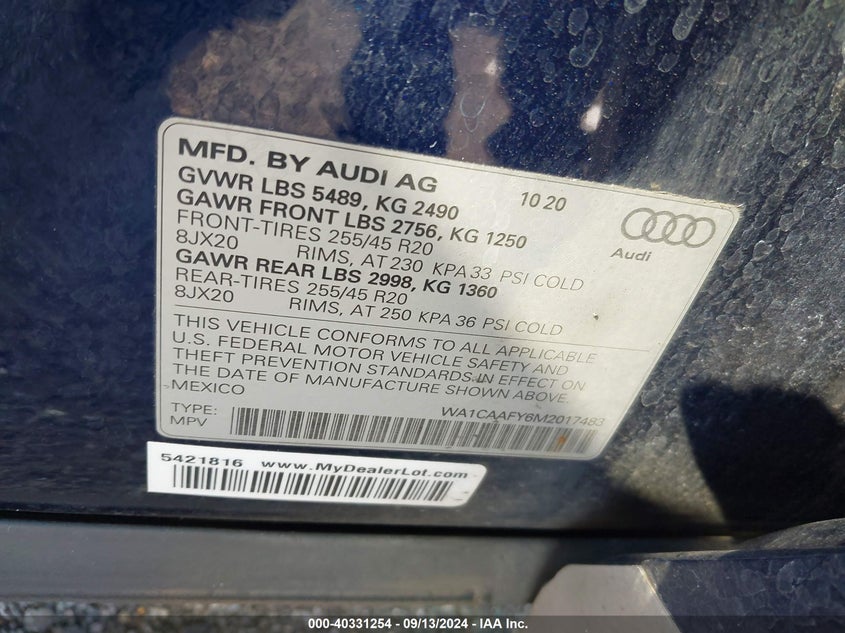 MFD. BY AUDI AG 10 20
GVWR LBS 5489, KG 2490
GAWR FRONT LBS 2756, KG 1250
FRONT-TIRES 255/45 R20
8JX20 RIMS, AT 230 KPA 33 PSI COLD
GAWR REAR LBS 2998, KG 1360
REAR-TIRES 255/45 R20
8JX20 RIMS, AT 250 KPA 36 PSI COLD
Audi
THIS VEHICLE CONFORMS TO ALL APPLICABLE
U.S. FEDERAL MOTOR VEHICLE SAFETY AND
THEFT PREVENTION STANDARDS IN EFFECT ON
THE DATE OF MANUFACTURE SHOWN ABOVE.
MEXICO
WA1CAAFY6M2017483
TYPE:
MPV
5421816 www.MyDealerLot.com
000-40331254 - 09/13/2024 - IAA Inc.